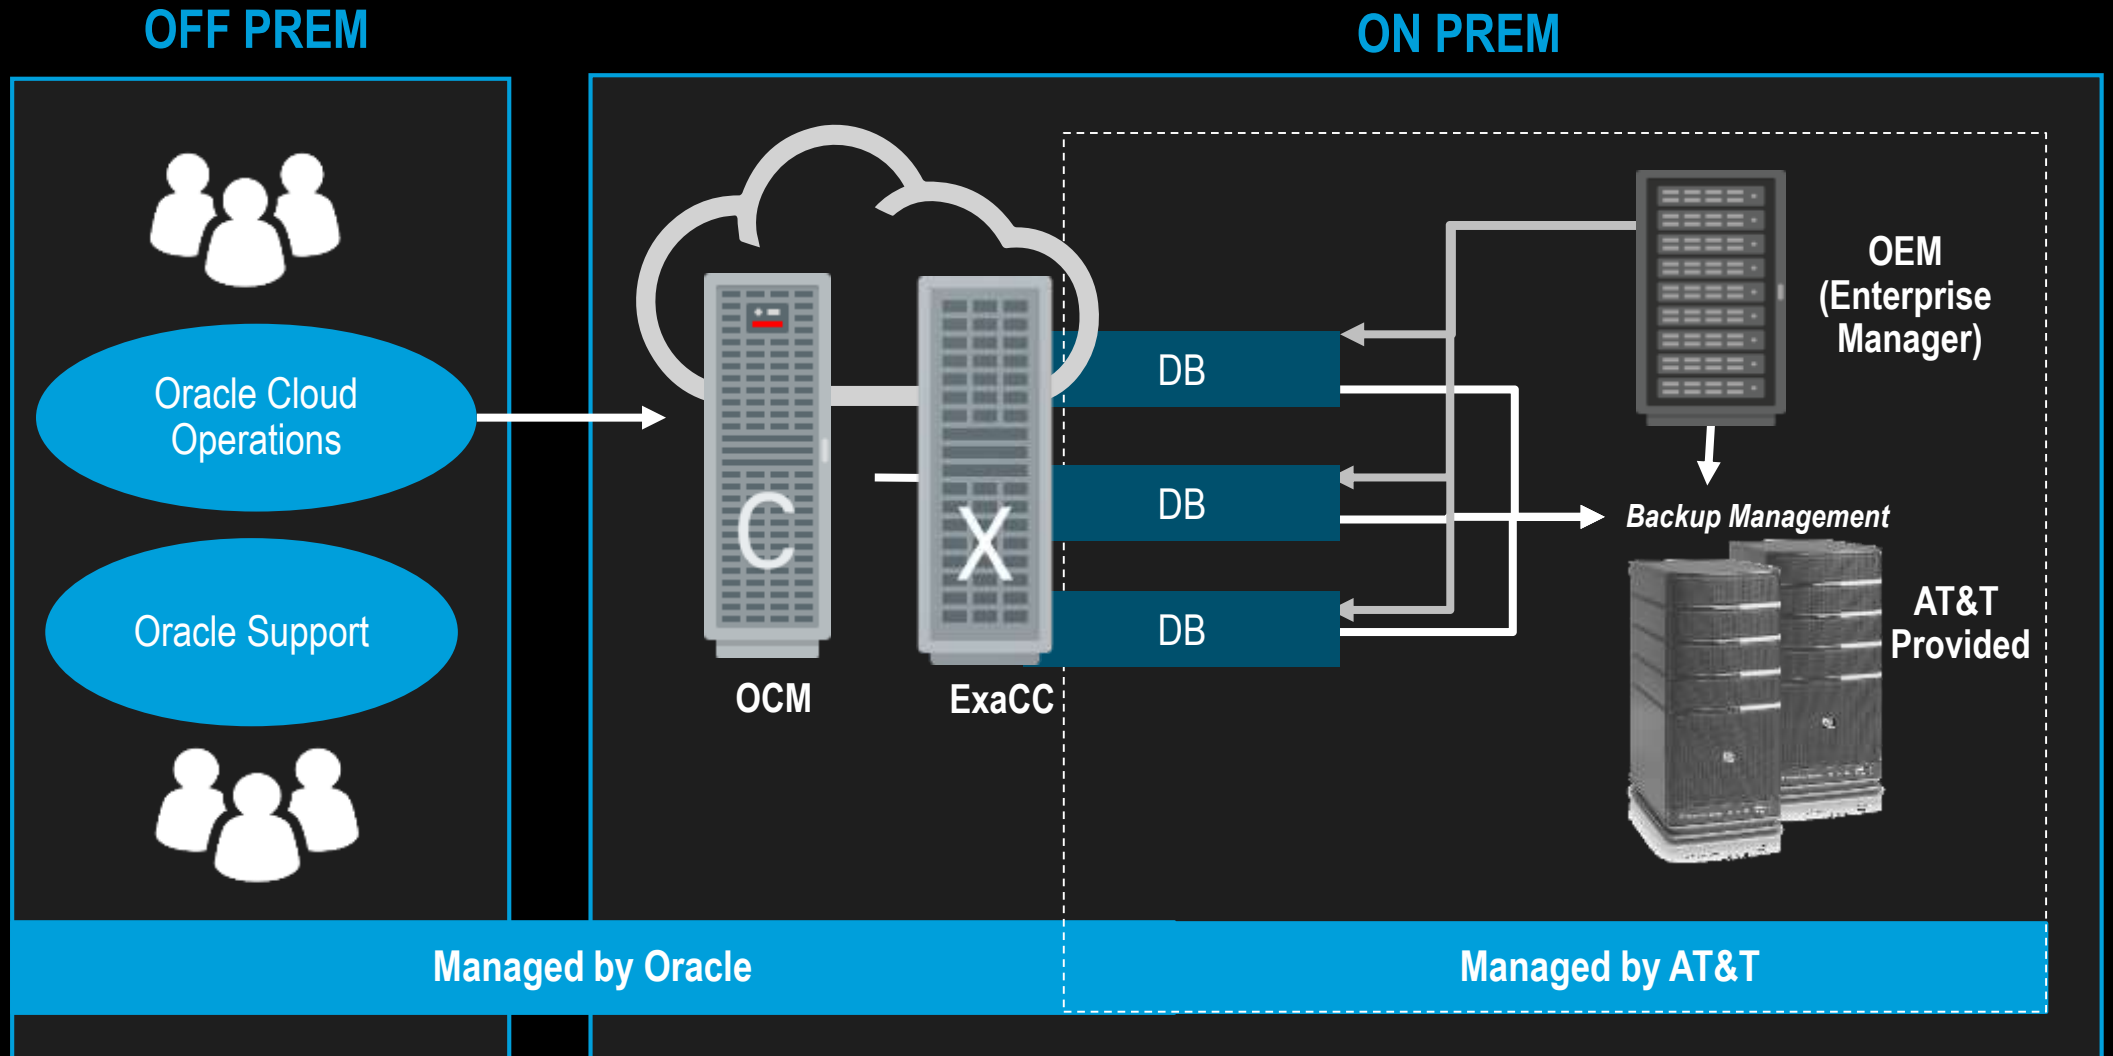 OFF PREM
ON PREM
Oracle Cloud
Operations
Oracle Support
C
OCM
X
ExaCC
DB
DB
DB
OEM
(Enterprise
Manager)
Backup Management
AT&T
Provided
Managed by Oracle
Managed by AT&T